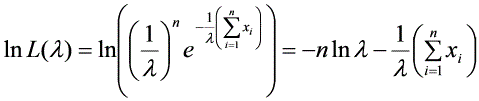 ln L(λ) = ln((1/λ)^n e^{-1/λ(∑_{i=1}^{n} x_i)}) = -n ln λ - 1/λ(∑_{i=1}^{n} x_i)